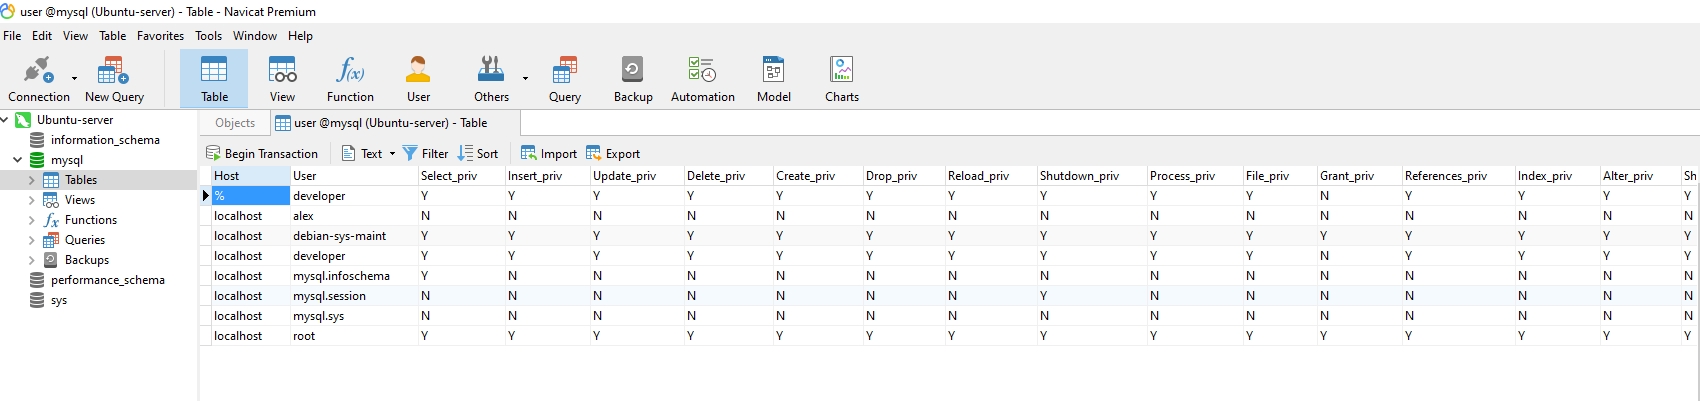 user @mysql (Ubuntu-server) - Table - Navicat Premium
File Edit View Table Favorites Tools Window Help
f(x)
Connection New Query Table View Function User Others Query Backup Automation Model Charts
Ubuntu-server
information_schema
mysql
Tables
Views
fx Functions
Queries
Backups
performance_schema
sys
Objects user @mysql (Ubuntu-server) - Table
Begin Transaction Text Filter Sort Import Export
Host User Select_priv Insert_priv Update_priv Delete_priv Create_priv Drop_priv Reload_priv Shutdown_priv Process_priv File_priv Grant_priv References_priv Index_priv Alter_priv Sh
% developer Y Y Y Y Y Y Y Y Y Y N Y Y Y Y
localhost alex N N N N N N N N N N N N N N N
localhost debian-sys-maint Y Y Y Y Y Y Y Y Y Y Y Y Y Y Y
localhost developer Y Y Y Y Y Y Y Y Y Y N Y Y Y Y
localhost mysql.infoschema Y N N N N N N N N N N N N N N
localhost mysql.session N N N N N N N Y N N N N N N N
localhost mysql.sys N N N N N N N N N N N N N N N
localhost root Y Y Y Y Y Y Y Y Y Y Y Y Y Y Y